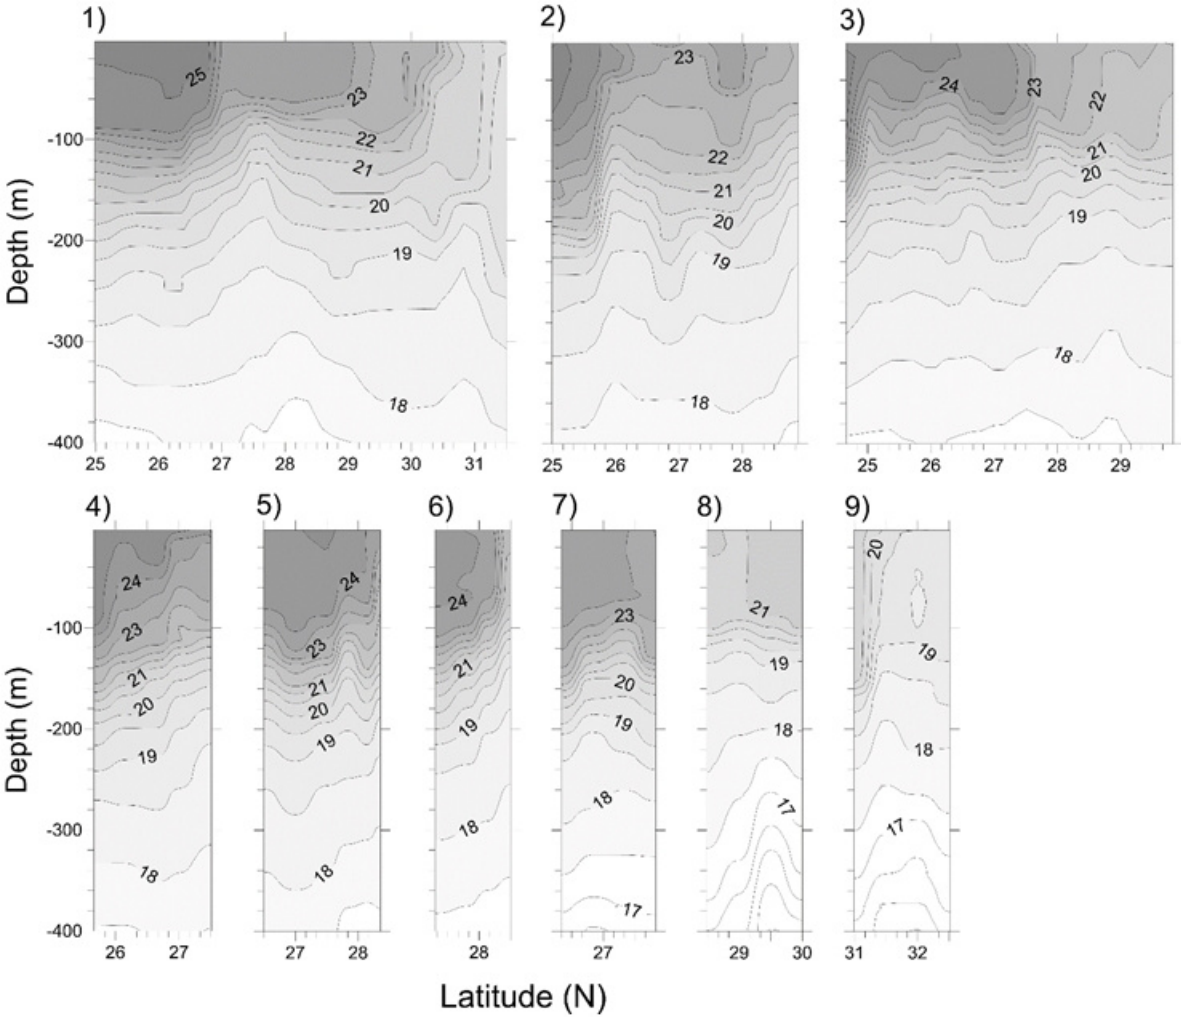 1) 2) 3)
25 23 24 23 22
23
22 22 21
21 21 20
20 20 19
19 19
18 18 18
Depth (m)
-100
-200
-300
-400
25 26 27 28 29 30 31 25 26 27 28 25 26 27 28 29
4) 5) 6) 7) 8) 9)
24 24 24 23 21 20
23 23 21 20 19 19
21 21 19 19 18 18
20 20 18 18 17 17
19 19 17
18 18
Depth (m)
-100
-200
-300
-400
26 27 27 28 28 27 29 30 31 32
Latitude (N)